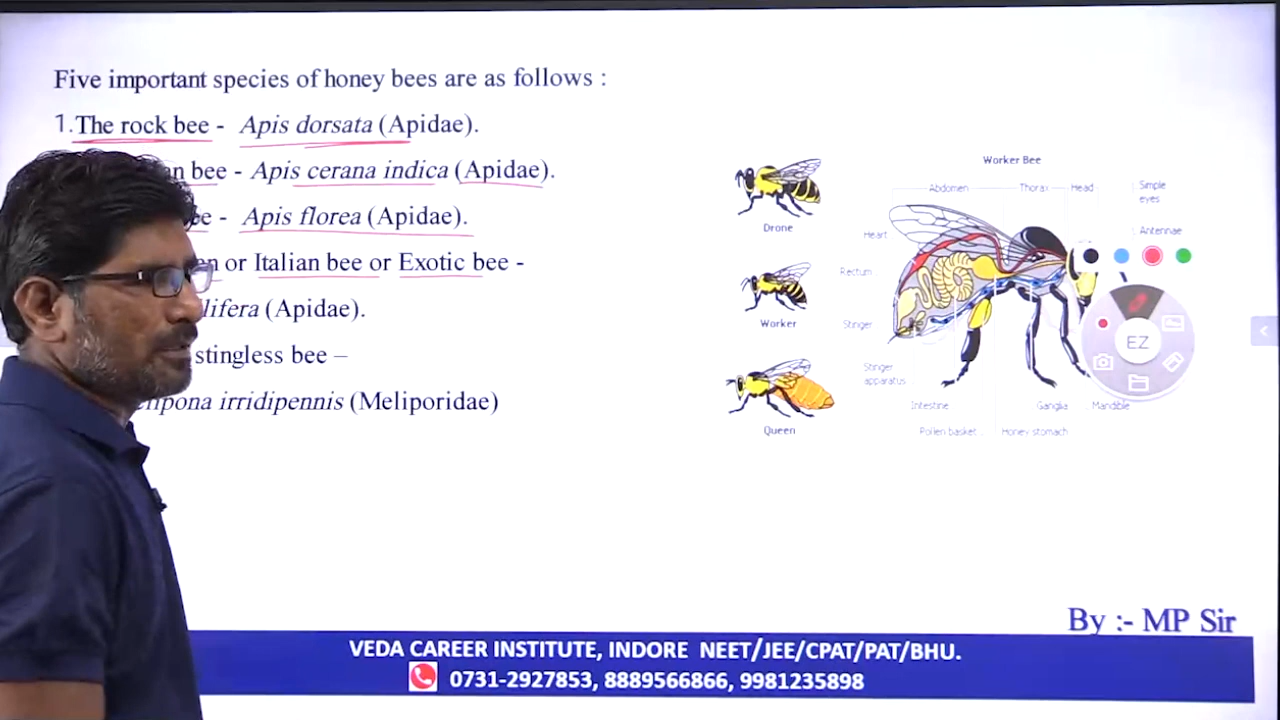 Five important species of honey bees are as follows :
1.The rock bee - Apis dorsata (Apidae).
bee - Apis cerana indica (Apidae).
- Apis florea (Apidae).
or Italian bee or Exotic bee -
(Apidae).
stingless bee –
irridipennis (Meliporidae)
Drone
Worker
Queen
Worker Bee
Abdomen Thorax Head
Simple
eyes
Antennae
Heart
Rectum
Stinger
Stinger
apparatus
Intestine Ganglia Mandible
Pollen basket Honey stomach
EZ
By :- MP Sir
VEDA CAREER INSTITUTE, INDORE NEET/JEE/CPAT/PAT/BHU.
0731-2927853, 8889566866, 9981235898